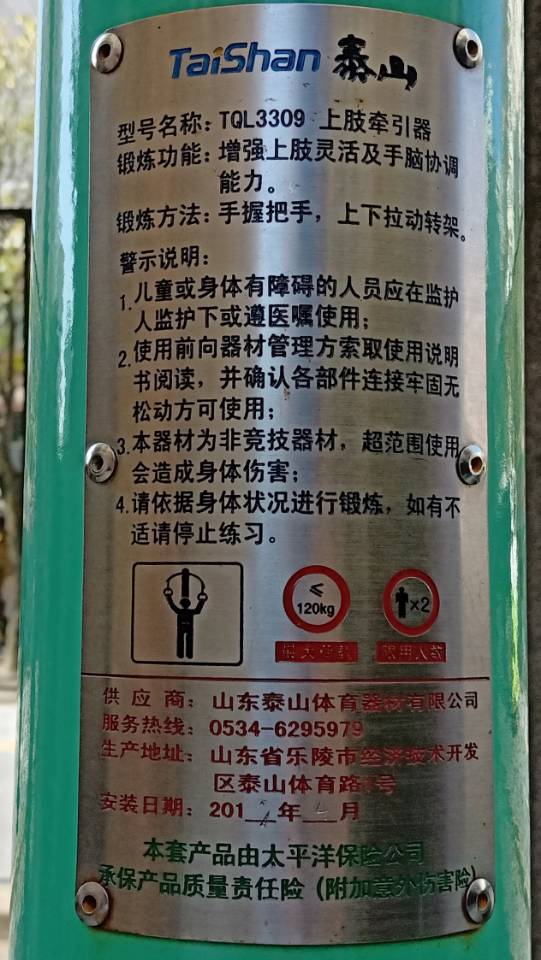 TaiShan 泰山
型号名称：TQL3309 上肢牵引器
锻炼功能：增强上肢灵活及手脑协调
能力。
锻炼方法：手握把手，上下拉动转架。
警示说明：
1.儿童或身体有障碍的人员应在监护
人监护下或遵医嘱使用；
2.使用前向器材管理方索取使用说明
书阅读，并确认各部件连接牢固无
松动方可使用；
3.本器材为非竞技器材，超范围使用
会造成身体伤害；
4.请依据身体状况进行锻炼，如有不
适请停止练习。
≤
120kg
×2
限用人数
供应商：山东泰山体育器材有限公司
服务热线：0534-6295979
生产地址：山东省乐陵市经济技术开发
区泰山体育路 号
安装日期：201 年 月
本套产品由太平洋保险公司
承保产品质量责任险（附加意外伤害险）